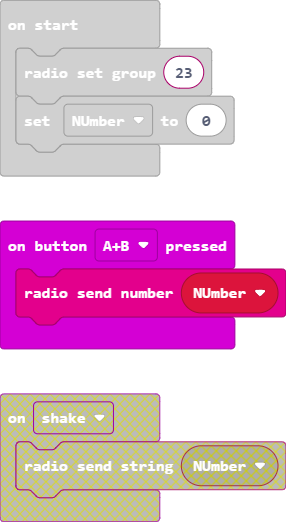 on start
radio set group 23
set NUmber to 0
on button A+B pressed
radio send number NUmber
on shake
radio send string NUmber